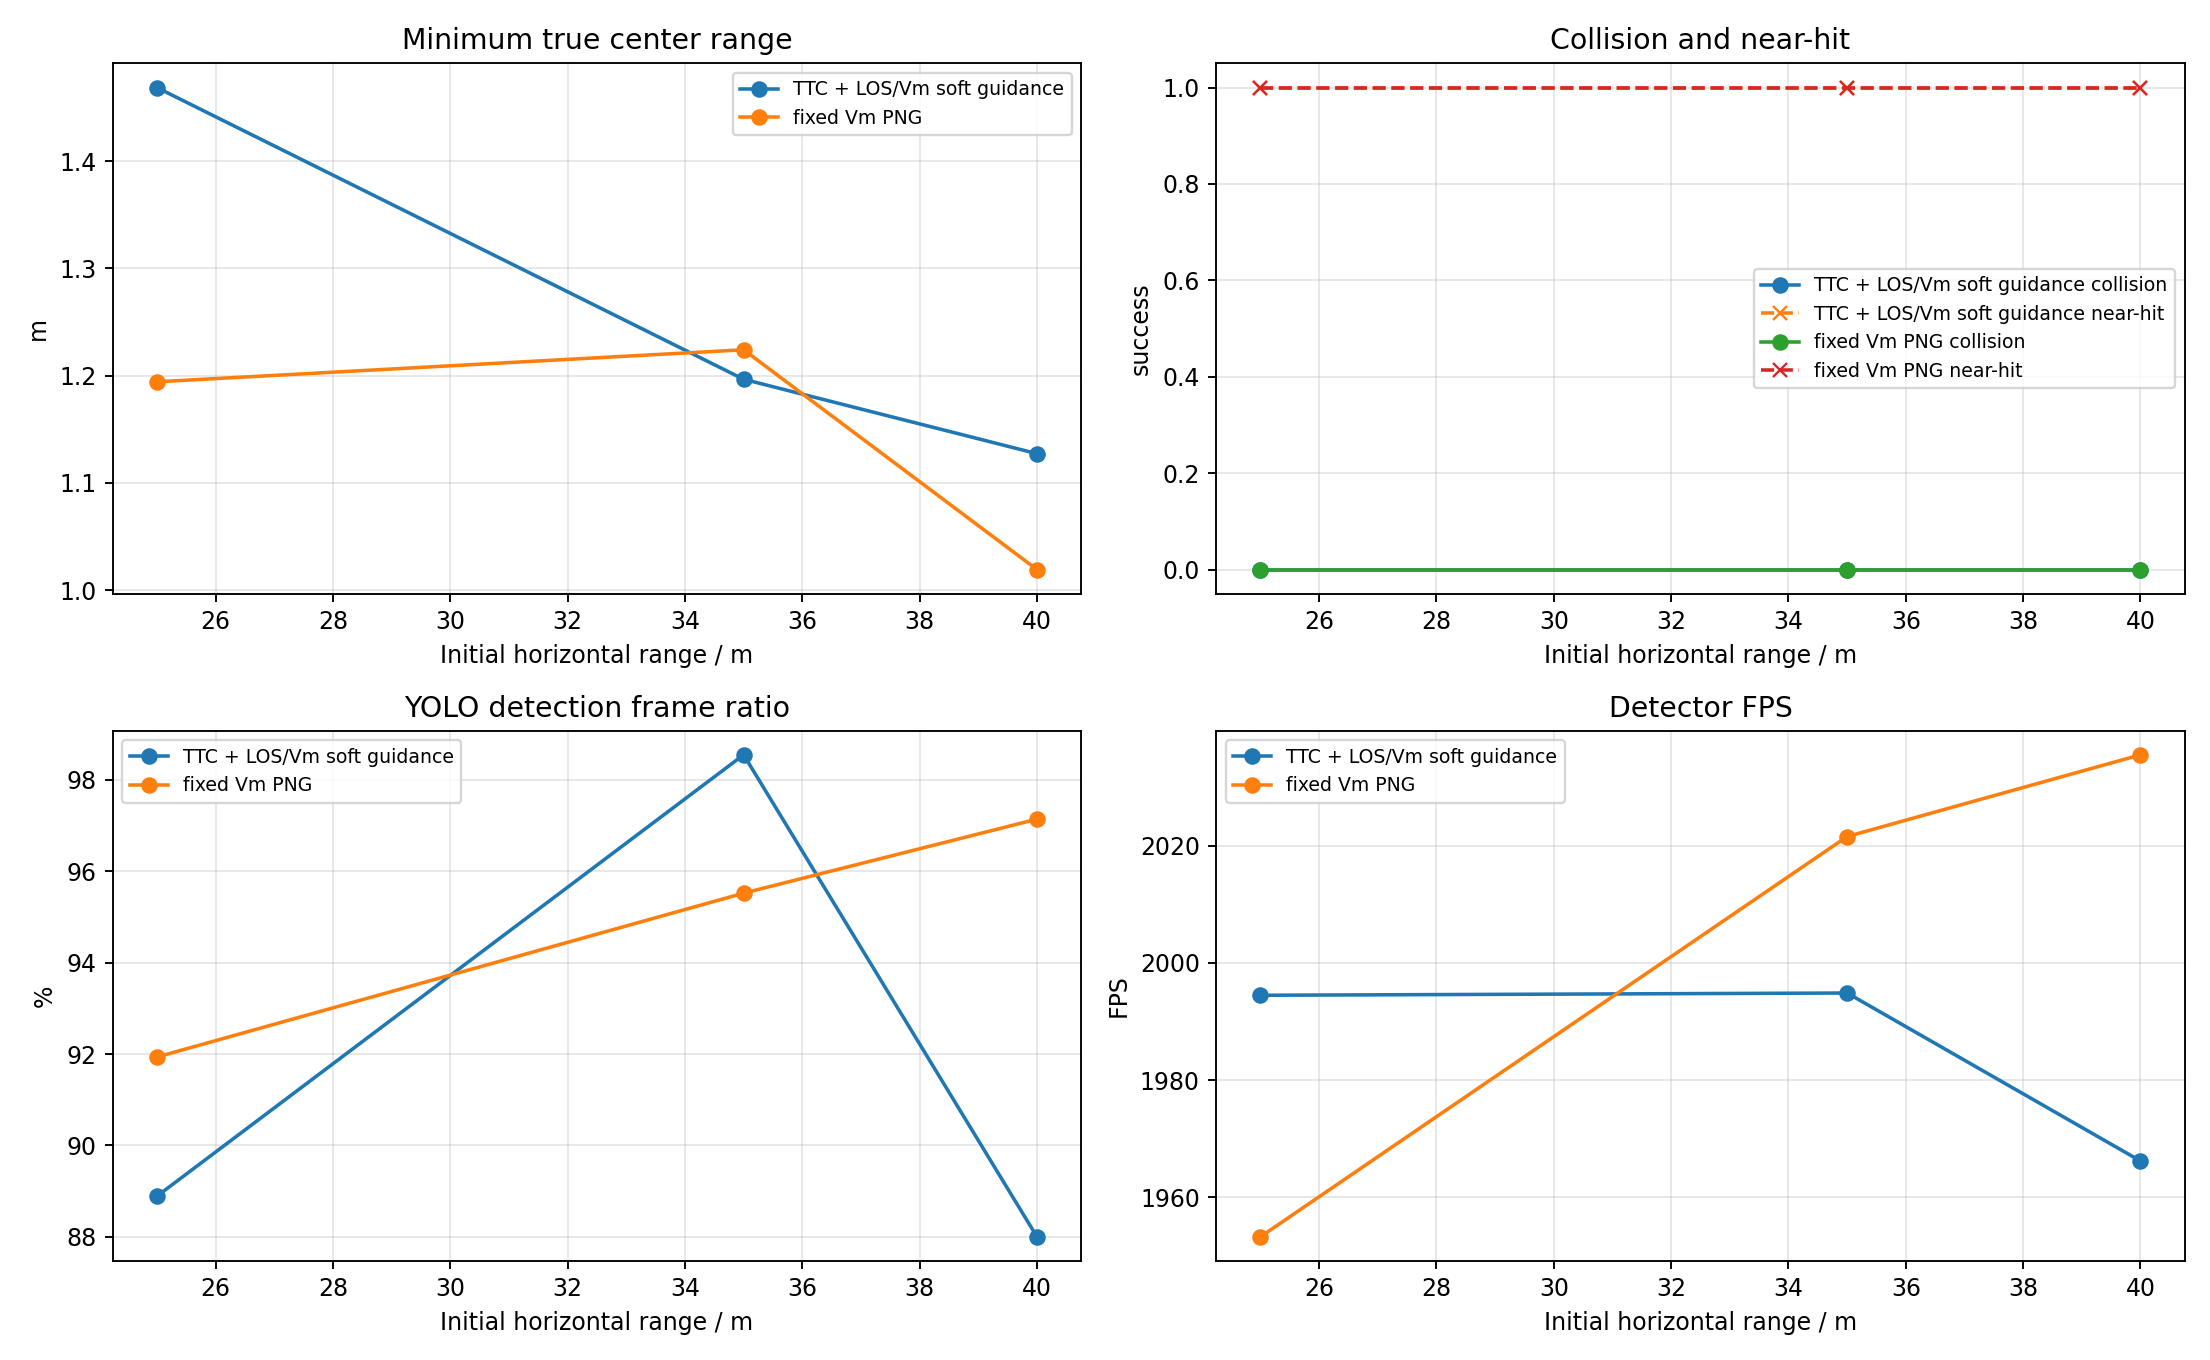 Minimum true center range
TTC + LOS/Vm soft guidance
fixed Vm PNG
m
1.4
1.3
1.2
1.1
1.0
26 28 30 32 34 36 38 40
Initial horizontal range / m
Collision and near-hit
success
1.0
0.8
0.6
0.4
0.2
0.0
TTC + LOS/Vm soft guidance collision
TTC + LOS/Vm soft guidance near-hit
fixed Vm PNG collision
fixed Vm PNG near-hit
26 28 30 32 34 36 38 40
Initial horizontal range / m
YOLO detection frame ratio
TTC + LOS/Vm soft guidance
fixed Vm PNG
%
98
96
94
92
90
88
26 28 30 32 34 36 38 40
Initial horizontal range / m
Detector FPS
TTC + LOS/Vm soft guidance
fixed Vm PNG
FPS
2020
2000
1980
1960
26 28 30 32 34 36 38 40
Initial horizontal range / m